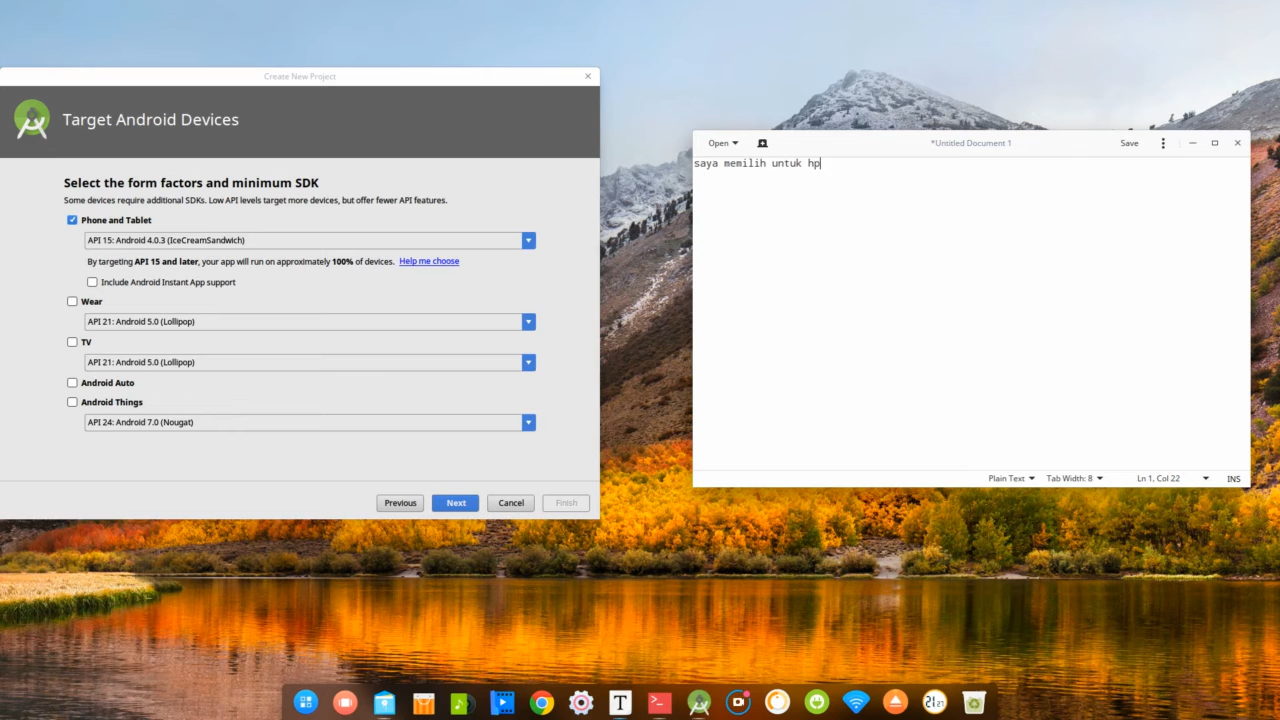 Create New Project
Target Android Devices
Select the form factors and minimum SDK
Some devices require additional SDKs. Low API levels target more devices, but offer fewer API features.
Phone and Tablet
API 15: Android 4.0.3 (IceCreamSandwich)
By targeting API 15 and later, your app will run on approximately 100% of devices. Help me choose
Include Android Instant App support
Wear
API 21: Android 5.0 (Lollipop)
TV
API 21: Android 5.0 (Lollipop)
Android Auto
Android Things
API 24: Android 7.0 (Nougat)
Previous Next Cancel Finish
Open *Untitled Document 1 Save
saya memilih untuk hp
Plain Text Tab Width: 8 Ln 1, Col 22 INS
T 21:27